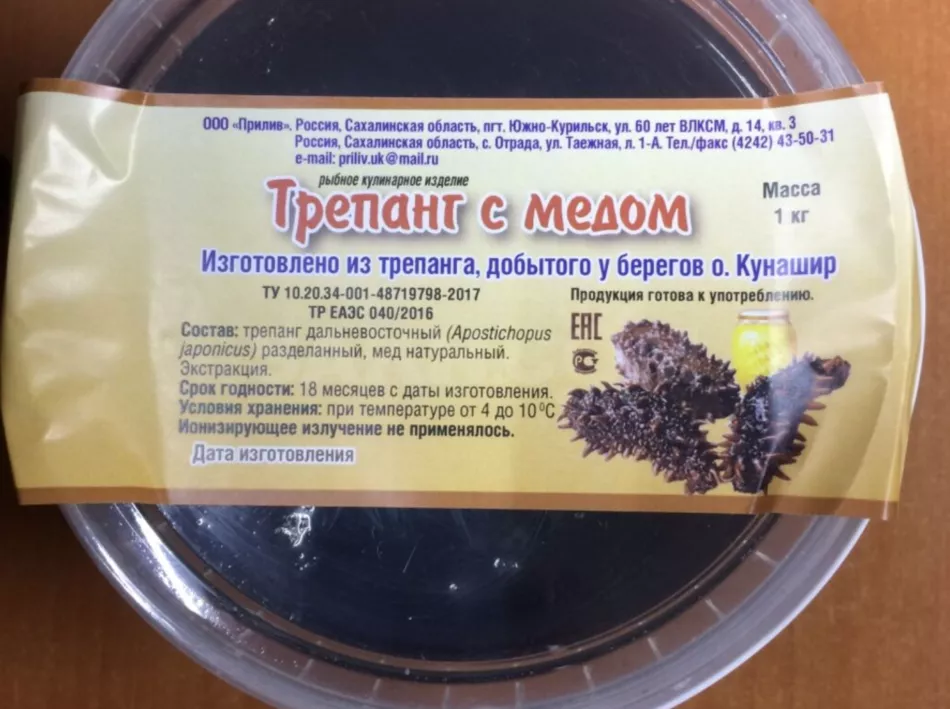 ООО «Прилив». Россия, Сахалинская область, пгт. Южно-Курильск, ул. 60 лет ВЛКСМ, д. 14, кв. 3
Россия, Сахалинская область, с. Отрада, ул. Таежная, л. 1-А. Тел./факс (4242) 43-50-31
e-mail: priliv.uk@mail.ru
рыбное кулинарное изделие
Трепанг с медом
Масса
1 кг
Изготовлено из трепанга, добытого у берегов о. Кунашир
ТУ 10.20.34-001-48719798-2017
ТР ЕАЭС 040/2016
Продукция готова к употреблению.
ЕАС
Состав: трепанг дальневосточный (Apostichopus
japonicus) разделанный, мед натуральный.
Экстракция.
Срок годности: 18 месяцев с даты изготовления.
Условия хранения: при температуре от 4 до 10 ⁰С
Ионизирующее излучение не применялось.
Дата изготовления